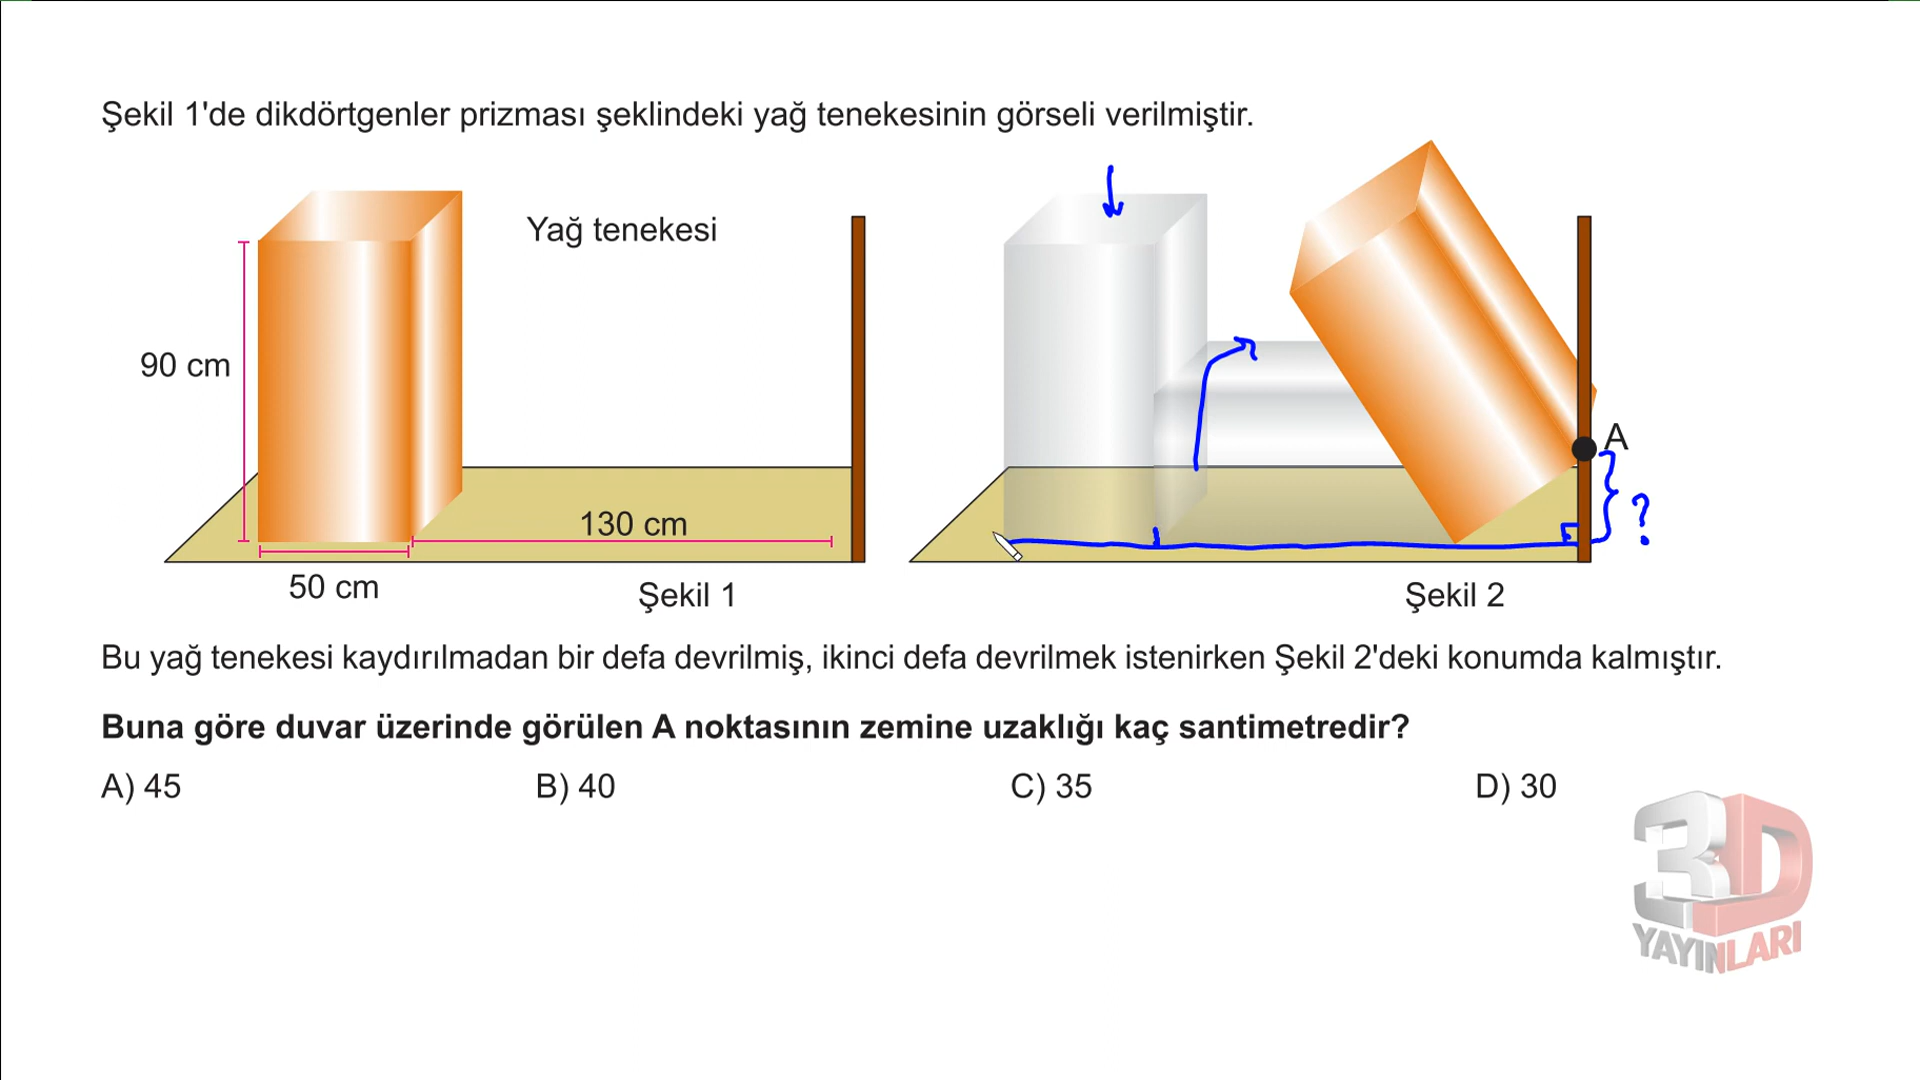 Şekil 1'de dikdörtgenler prizması şeklindeki yağ tenekesinin görseli verilmiştir.
Yağ tenekesi
90 cm
130 cm
50 cm
Şekil 1
A
?
Şekil 2
Bu yağ tenekesi kaydırılmadan bir defa devrilmiş, ikinci defa devrilmek istenirken Şekil 2'deki konumda kalmıştır.
Buna göre duvar üzerinde görülen A noktasının zemine uzaklığı kaç santimetredir?
A) 45 B) 40 C) 35 D) 30
3D
YAYINLARI